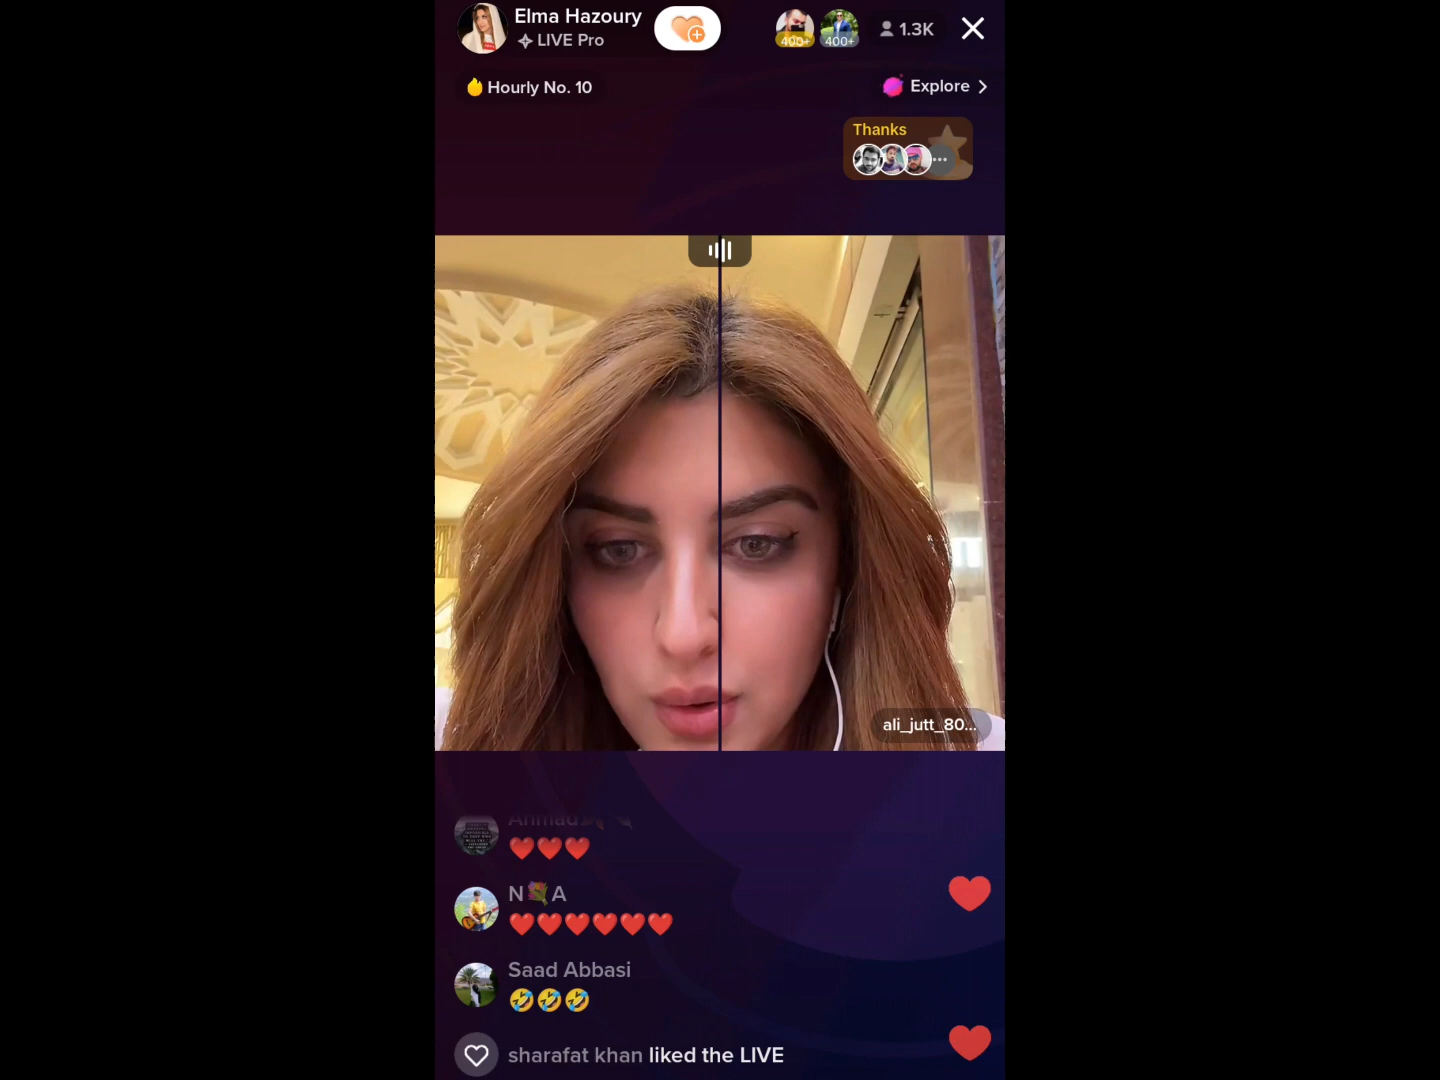 Elma Hazoury
LIVE Pro
400+
400+
1.3K
Hourly No. 10
Explore
Thanks
ali_jutt_80...
Ahmad
N💐A
❤️❤️❤️❤️❤️❤️
Saad Abbasi
🤣🤣🤣
sharafat khan liked the LIVE